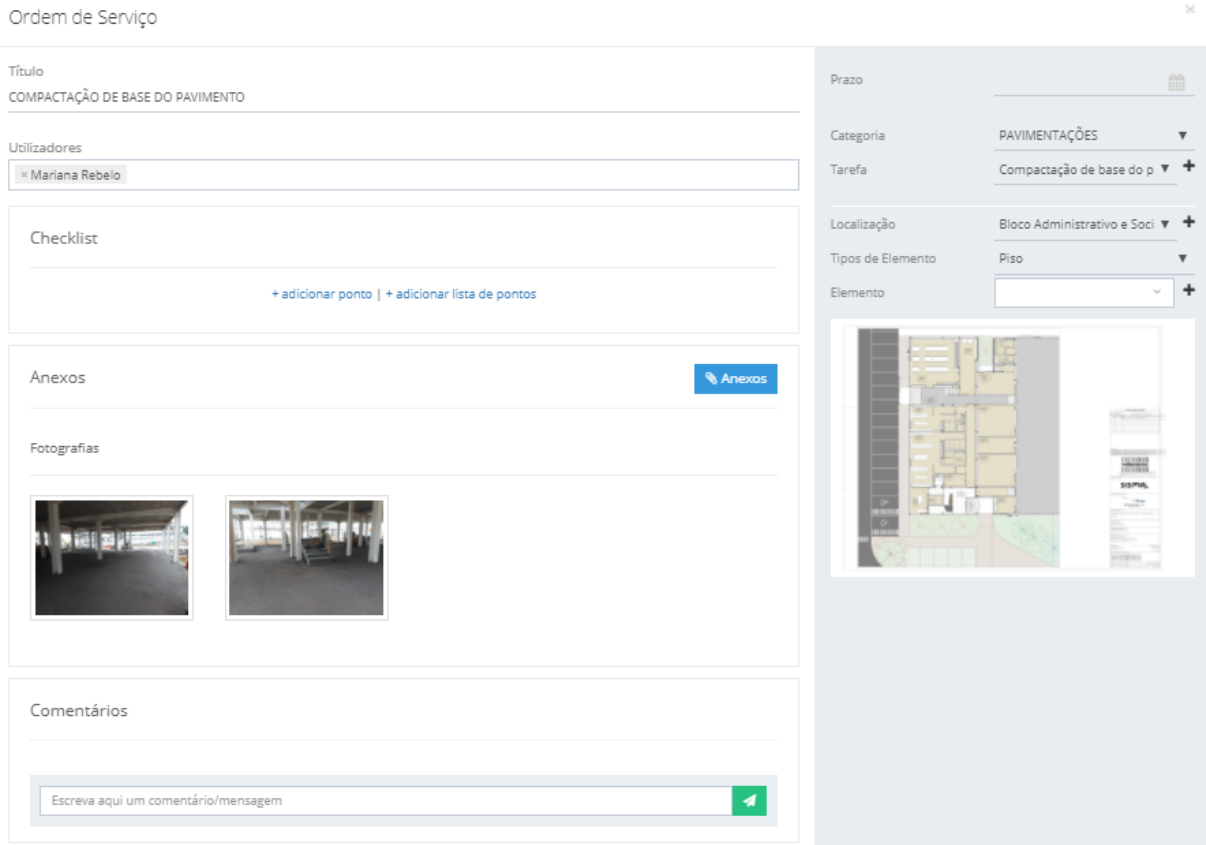 Ordem de Serviço
×
Título
COMPACTAÇÃO DE BASE DO PAVIMENTO
Utilizadores
× Mariana Rebelo
Checklist
+ adicionar ponto | + adicionar lista de pontos
Anexos
Anexos
Fotografias
Comentários
Escreva aqui um comentário/mensagem
Prazo
Categoria PAVIMENTAÇÕES
Tarefa Compactação de base do p
Localização Bloco Administrativo e Soci
Tipos de Elemento Piso
Elemento
SISMA